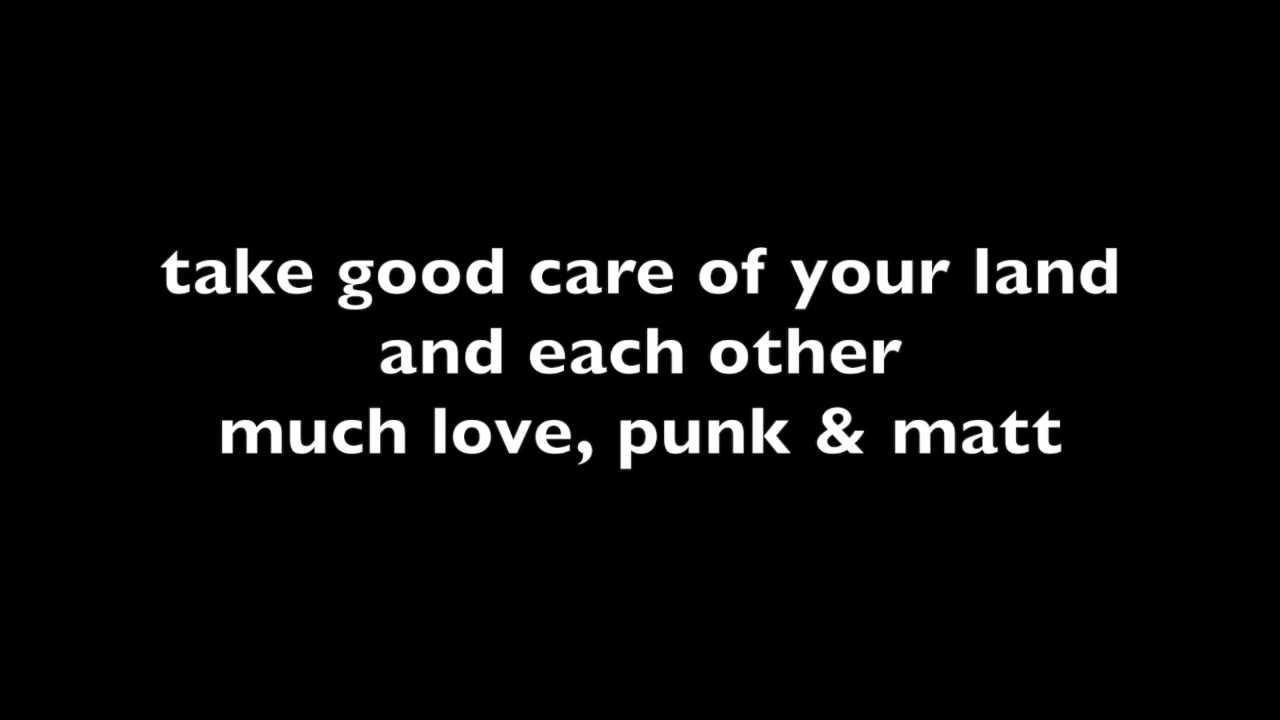 take good care of your land
and each other
much love, punk & matt